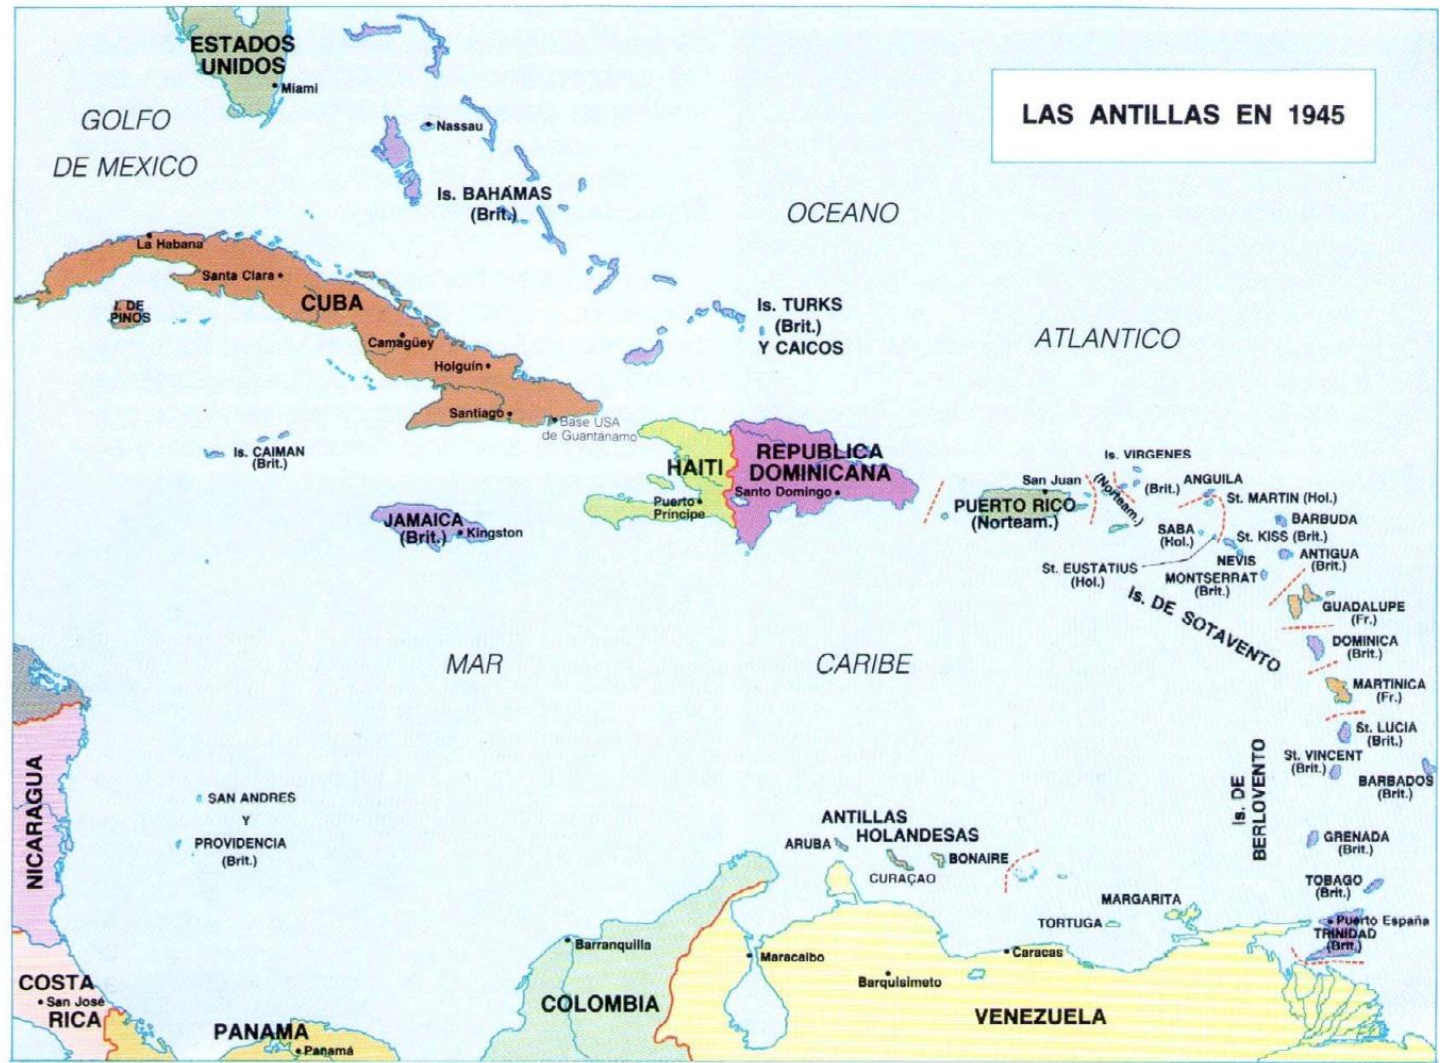 LAS ANTILLAS EN 1945
ESTADOS
UNIDOS
Miami
GOLFO
DE MEXICO
Nassau
Is. BAHAMAS
(Brit.)
OCEANO
ATLANTICO
La Habana
Santa Clara
CUBA
I. DE
PINOS
Camagüey
Holguín
Santiago
Base USA
de Guantanamo
Is. TURKS
(Brit.)
Y CAICOS
Is. CAIMAN
(Brit.)
JAMAICA
(Brit.)
Kingston
HAITI
Puerto
Príncipe
REPUBLICA
DOMINICANA
Santo Domingo
San Juan
PUERTO RICO
(Norteam.)
Is. VIRGENES
(Norteam.)
(Brit.)
ANGUILA
St. MARTIN (Hol.)
BARBUDA
SABA
(Hol.)
St. KISS (Brit.)
ANTIGUA
(Brit.)
NEVIS
St. EUSTATIUS
(Hol.)
MONTSERRAT
(Brit.)
Is. DE SOTAVENTO
GUADALUPE
(Fr.)
DOMINICA
(Brit.)
MARTINICA
(Fr.)
St. LUCIA
(Brit.)
St. VINCENT
(Brit.)
BARBADOS
(Brit.)
Is. DE
BERLOVENTO
GRENADA
(Brit.)
TOBAGO
(Brit.)
Puerto España
TRINIDAD
(Brit.)
MAR
CARIBE
NICARAGUA
SAN ANDRES
Y
PROVIDENCIA
(Brit.)
ANTILLAS
HOLANDESAS
ARUBA
CURAÇAO
BONAIRE
MARGARITA
TORTUGA
Barranquilla
Maracaibo
Caracas
Barquisimeto
COSTA
San José
RICA
PANAMA
Panamá
COLOMBIA
VENEZUELA